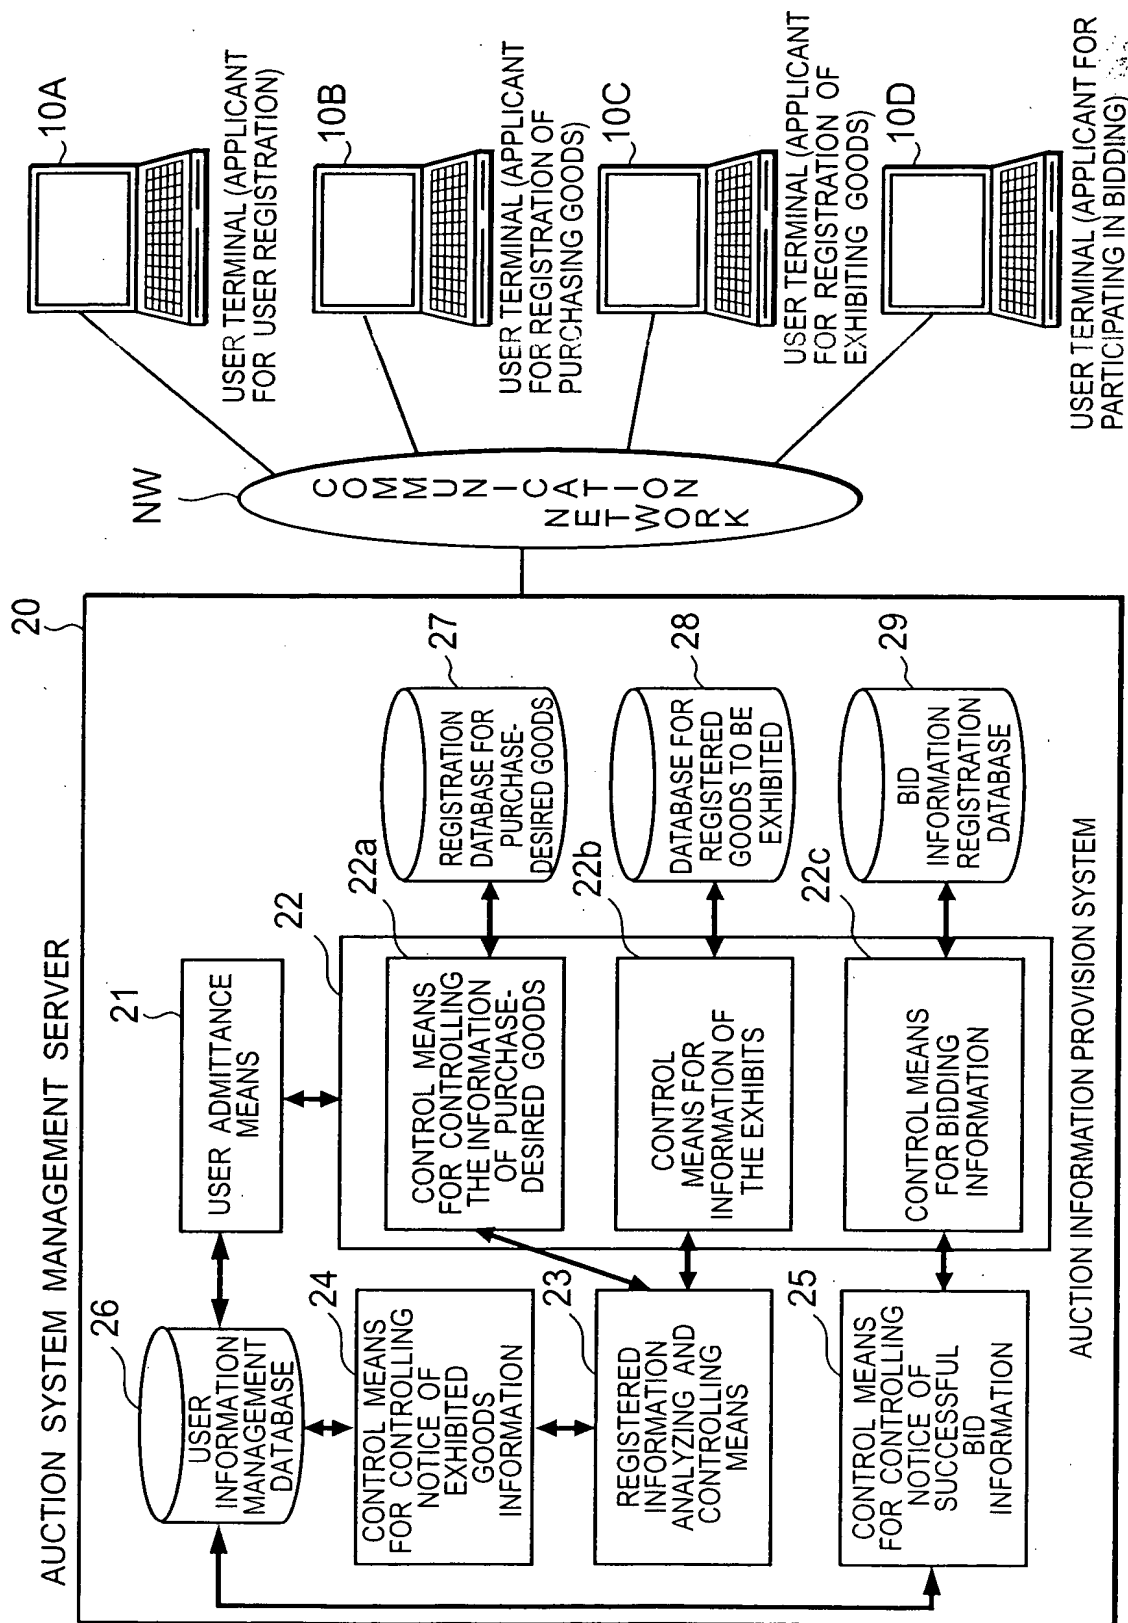 AUCTION SYSTEM MANAGEMENT SERVER
20
26
USER
INFORMATION
MANAGEMENT
DATABASE
21
USER ADMITTANCE
MEANS
24
CONTROL MEANS
FOR CONTROLLING
NOTICE OF
EXHIBITED
GOODS
INFORMATION
22
22a
CONTROL MEANS
FOR CONTROLLING
THE INFORMATION
OF PURCHASE-
DESIRED GOODS
27
REGISTRATION
DATABASE FOR
PURCHASE-
DESIRED GOODS
23
REGISTERED
INFORMATION
ANALYZING AND
CONTROLLING
MEANS
22b
CONTROL
MEANS FOR
INFORMATION OF
THE EXHIBITS
28
DATABASE FOR
REGISTERED
GOODS TO BE
EXHIBITED
25
CONTROL MEANS
FOR CONTROLLING
NOTICE OF
SUCCESSFUL
BID
INFORMATION
22c
CONTROL MEANS
FOR BIDDING
INFORMATION
29
BID
INFORMATION
REGISTRATION
DATABASE
AUCTION INFORMATION PROVISION SYSTEM
NW
COMMUNICATION
NETWORK
10A
USER TERMINAL (APPLICANT
FOR USER REGISTRATION)
10B
USER TERMINAL (APPLICANT
FOR REGISTRATION OF
PURCHASING GOODS)
10C
USER TERMINAL (APPLICANT
FOR REGISTRATION OF
EXHIBITING GOODS)
10D
USER TERMINAL (APPLICANT FOR
PARTICIPATING IN BIDDING)